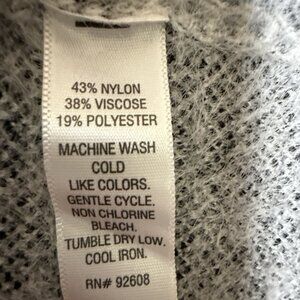 43% NYLON
38% VISCOSE
19% POLYESTER
MACHINE WASH
COLD
LIKE COLORS.
GENTLE CYCLE.
NON CHLORINE
BLEACH.
TUMBLE DRY LOW.
COOL IRON.
RN# 92608